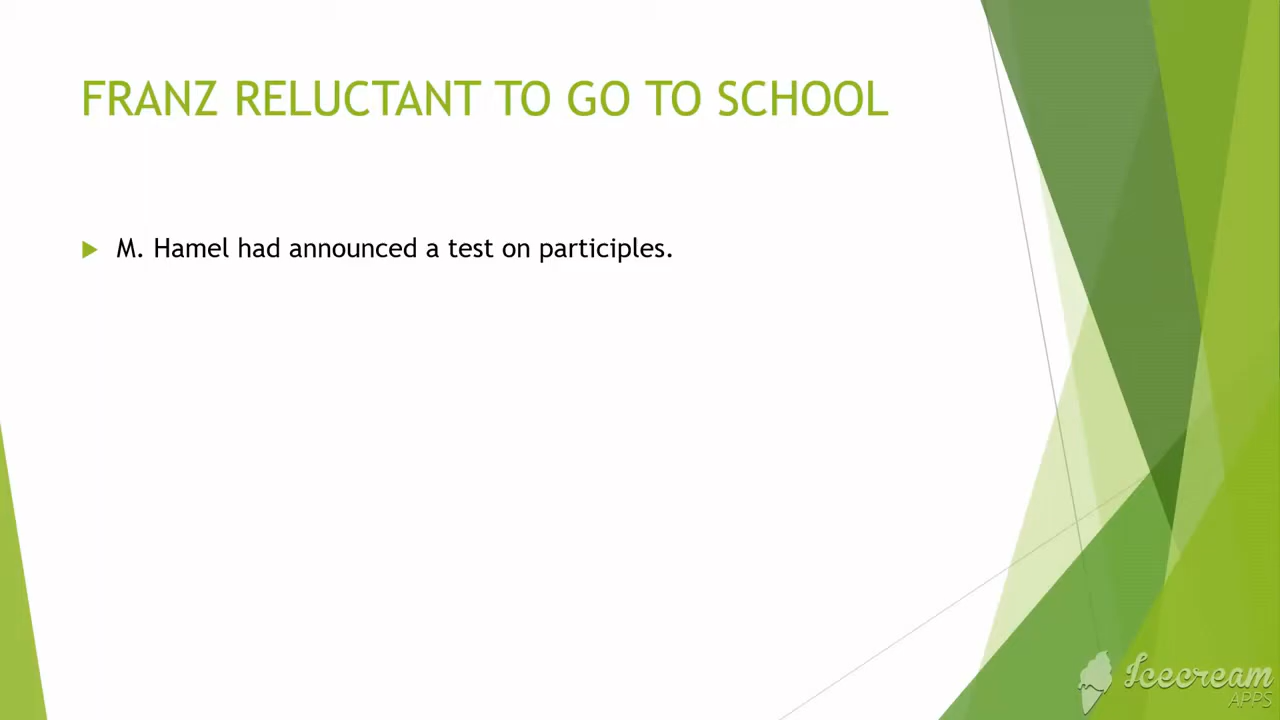 FRANZ RELUCTANT TO GO TO SCHOOL
M. Hamel had announced a test on participles.
Icecream
APPS